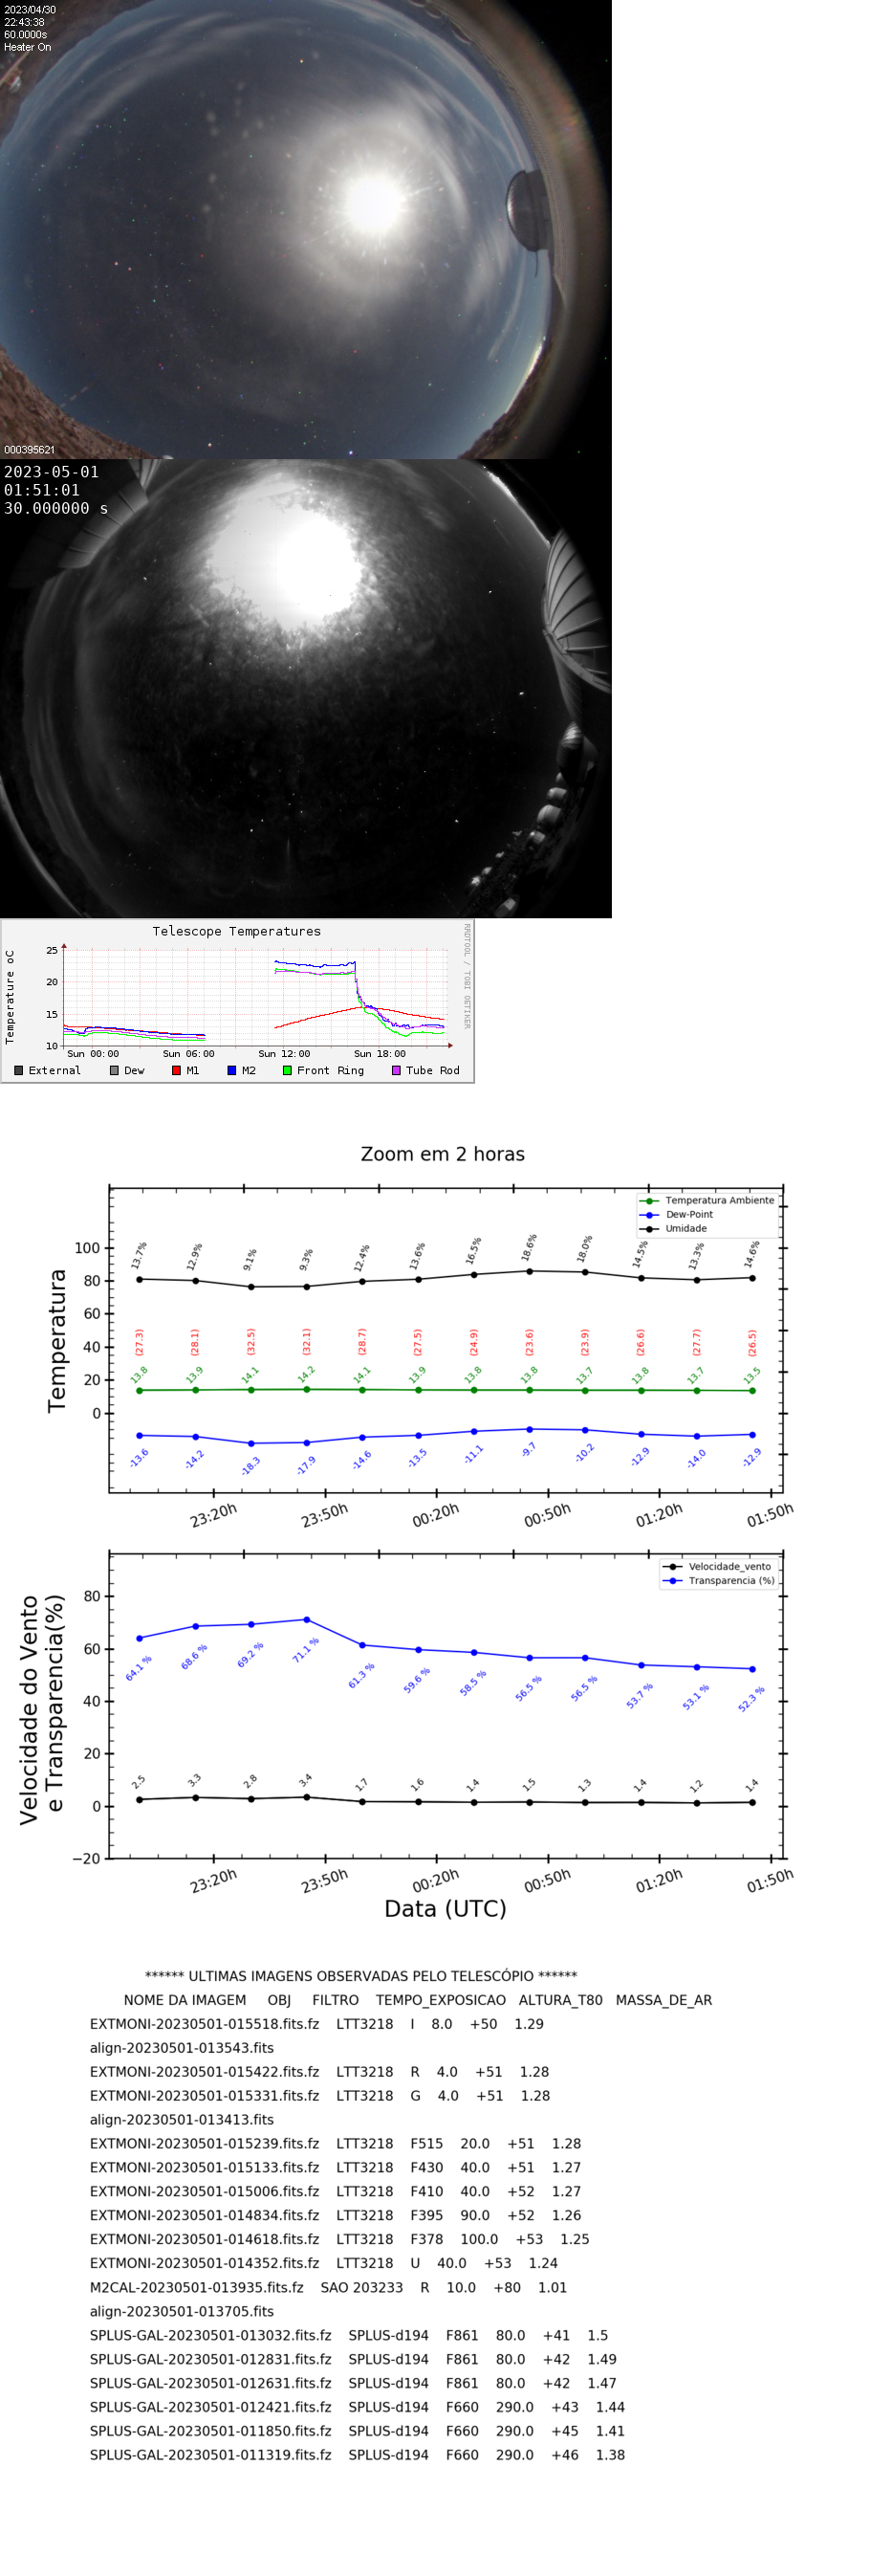 2023/04/30
22:43:38
60.0000s
Heater On
000395621
2023-05-01
01:51:01
30.000000 s
Telescope Temperatures
RRDTOOL / TOBI OETIKER
Temperature oC
25
20
15
10
Sun 00:00 Sun 06:00 Sun 12:00 Sun 18:00
External Dew M1 M2 Front Ring Tube Rod
Zoom em 2 horas
Temperatura Ambiente
Dew-Point
Umidade
Temperatura
100
80
60
40
20
0
13.7% 12.9% 9.1% 9.3% 12.4% 13.6% 16.5% 18.6% 18.0% 14.5% 13.3% 14.6%
(27.3) (28.1) (32.5) (32.1) (28.7) (27.5) (24.9) (23.6) (23.9) (26.6) (27.7) (26.5)
13.8 13.9 14.1 14.2 14.1 13.9 13.8 13.8 13.7 13.8 13.7 13.5
-13.6 -14.2 -18.3 -17.9 -14.6 -13.5 -11.1 -9.7 -10.2 -12.9 -14.0 -12.9
23:20h 23:50h 00:20h 00:50h 01:20h 01:50h
Velocidade_vento
Transparencia (%)
Velocidade do Vento
e Transparencia(%)
80
60
40
20
0
−20
64.1 % 68.6 % 69.2 % 71.1 % 61.3 % 59.6 % 58.5 % 56.5 % 56.5 % 53.7 % 53.1 % 52.3 %
2.5 3.3 2.8 3.4 1.7 1.6 1.4 1.5 1.3 1.4 1.2 1.4
23:20h 23:50h 00:20h 00:50h 01:20h 01:50h
Data (UTC)
****** ULTIMAS IMAGENS OBSERVADAS PELO TELESCÓPIO ******
NOME DA IMAGEM OBJ FILTRO TEMPO_EXPOSICAO ALTURA_T80 MASSA_DE_AR
EXTMONI-20230501-015518.fits.fz LTT3218 I 8.0 +50 1.29
align-20230501-013543.fits
EXTMONI-20230501-015422.fits.fz LTT3218 R 4.0 +51 1.28
EXTMONI-20230501-015331.fits.fz LTT3218 G 4.0 +51 1.28
align-20230501-013413.fits
EXTMONI-20230501-015239.fits.fz LTT3218 F515 20.0 +51 1.28
EXTMONI-20230501-015133.fits.fz LTT3218 F430 40.0 +51 1.27
EXTMONI-20230501-015006.fits.fz LTT3218 F410 40.0 +52 1.27
EXTMONI-20230501-014834.fits.fz LTT3218 F395 90.0 +52 1.26
EXTMONI-20230501-014618.fits.fz LTT3218 F378 100.0 +53 1.25
EXTMONI-20230501-014352.fits.fz LTT3218 U 40.0 +53 1.24
M2CAL-20230501-013935.fits.fz SAO 203233 R 10.0 +80 1.01
align-20230501-013705.fits
SPLUS-GAL-20230501-013032.fits.fz SPLUS-d194 F861 80.0 +41 1.5
SPLUS-GAL-20230501-012831.fits.fz SPLUS-d194 F861 80.0 +42 1.49
SPLUS-GAL-20230501-012631.fits.fz SPLUS-d194 F861 80.0 +42 1.47
SPLUS-GAL-20230501-012421.fits.fz SPLUS-d194 F660 290.0 +43 1.44
SPLUS-GAL-20230501-011850.fits.fz SPLUS-d194 F660 290.0 +45 1.41
SPLUS-GAL-20230501-011319.fits.fz SPLUS-d194 F660 290.0 +46 1.38